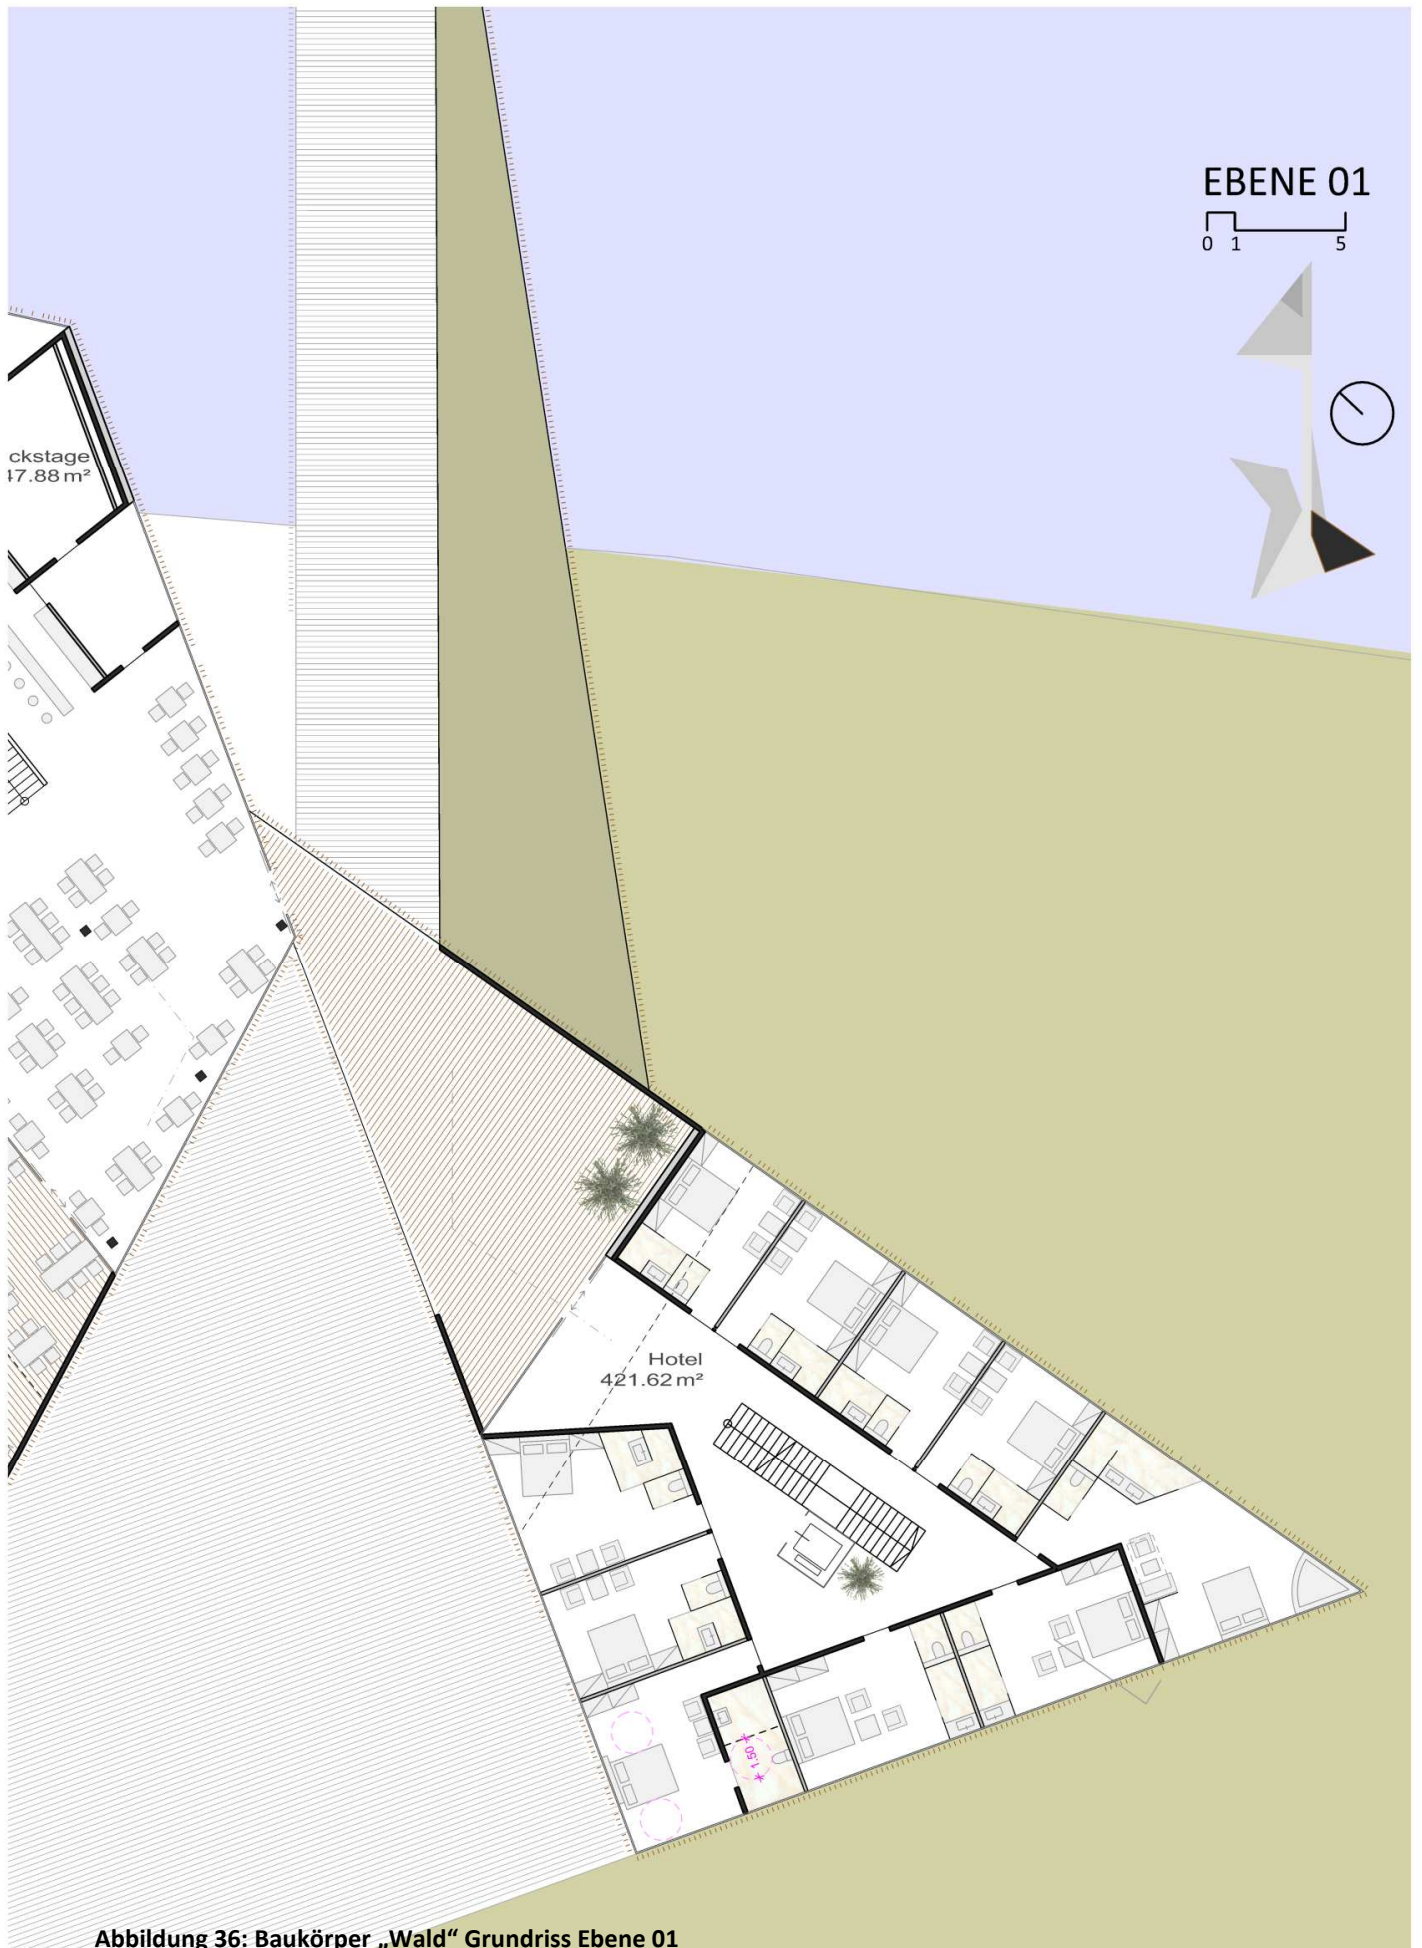 EBENE 01
0 1 5
ckstage
47.88 m²
Hotel
421.62 m²
1.50
Abbildung 36: Baukörper „Wald“ Grundriss Ebene 01